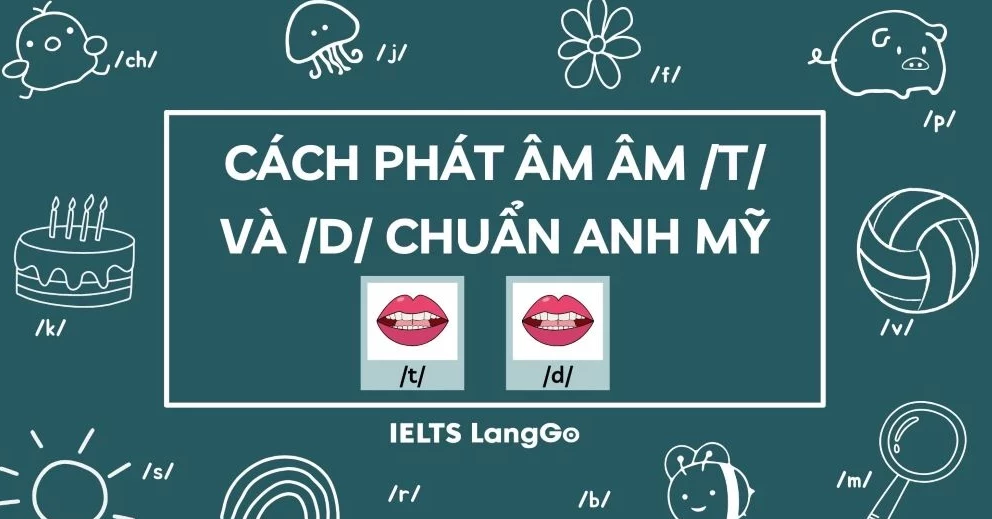 /ch/
/j/
/f/
/p/
CÁCH PHÁT ÂM ÂM /T/
VÀ /D/ CHUẨN ANH MỸ
/k/
/v/
/t/
/d/
IELTS LangGo
/s/
/r/
/b/
/m/